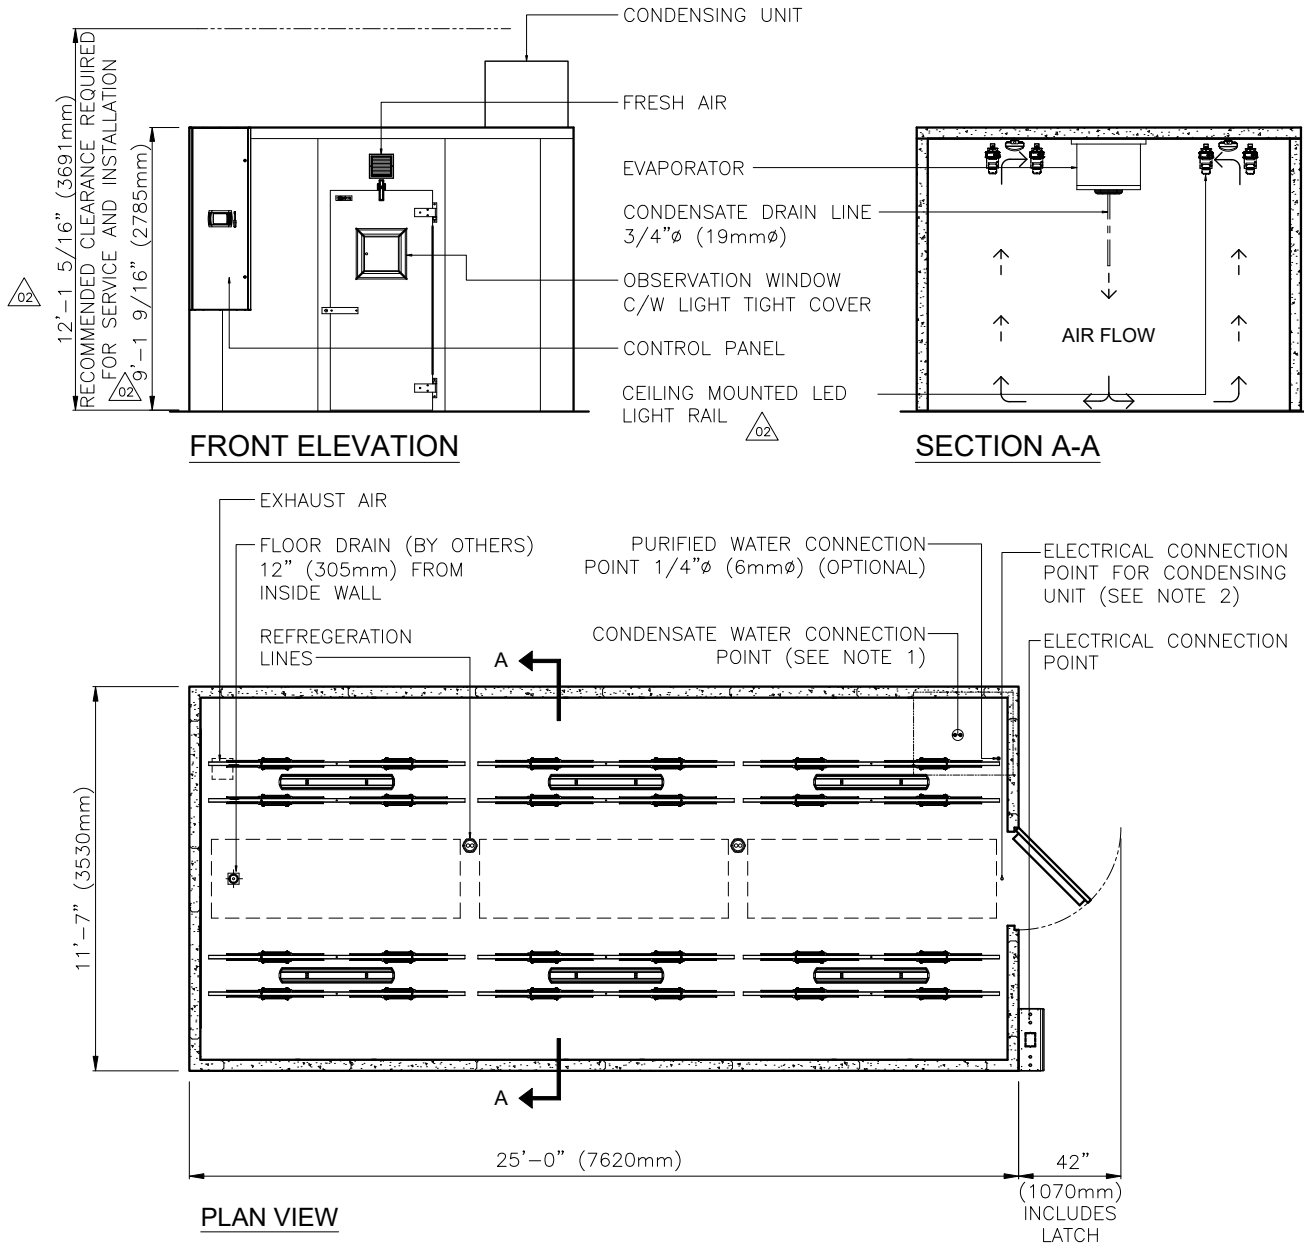 CONDENSING UNIT
FRESH AIR
EVAPORATOR
CONDENSATE DRAIN LINE
3/4"ø (19mmø)
OBSERVATION WINDOW
C/W LIGHT TIGHT COVER
CONTROL PANEL
CEILING MOUNTED LED
LIGHT RAIL
02
12'-1 5/16" (3691mm)
RECOMMENDED CLEARANCE REQUIRED
FOR SERVICE AND INSTALLATION
9'-1 9/16" (2785mm)
02
02
AIR FLOW
FRONT ELEVATION
SECTION A-A
EXHAUST AIR
FLOOR DRAIN (BY OTHERS)
12" (305mm) FROM
INSIDE WALL
REFREGERATION
LINES
PURIFIED WATER CONNECTION
POINT 1/4"ø (6mmø) (OPTIONAL)
CONDENSATE WATER CONNECTION
POINT (SEE NOTE 1)
ELECTRICAL CONNECTION
POINT FOR CONDENSING
UNIT (SEE NOTE 2)
ELECTRICAL CONNECTION
POINT
A
11'-7" (3530mm)
A
25'-0" (7620mm)
42"
(1070mm)
INCLUDES
LATCH
PLAN VIEW